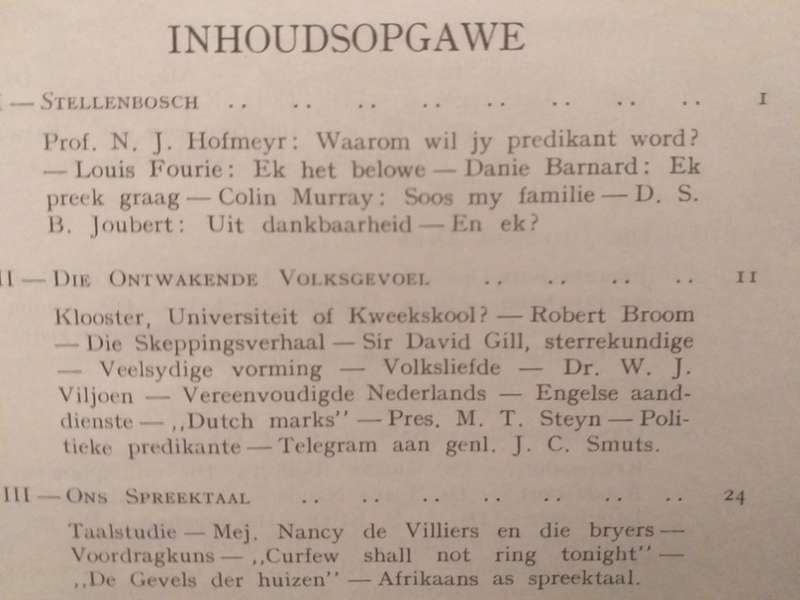 INHOUDSOPGAWE
I — STELLENBOSCH .. .. .. .. .. .. .. .. 1
Prof. N. J. Hofmeyr: Waarom wil jy predikant word?
— Louis Fourie: Ek het belowe — Danie Barnard: Ek
preek graag — Colin Murray: Soos my familie — D. S.
B. Joubert: Uit dankbaarheid — En ek?
II — DIE ONTWAKENDE VOLKSGEVOEL .. .. .. .. 11
Klooster, Universiteit of Kweekskool? — Robert Broom
— Die Skeppingsverhaal — Sir David Gill, sterrekundige
— Veelsydige vorming — Volksliefde — Dr. W. J.
Viljoen — Vereenvoudigde Nederlands — Engelse aand-
dienste — ,,Dutch marks" — Pres. M. T. Steyn — Poli-
tieke predikante — Telegram aan genl. J. C. Smuts.
III — ONS SPREEKTAAL .. .. .. .. .. .. .. 24
Taalstudie — Mej. Nancy de Villiers en die bryers —
Voordragkuns — ,,Curfew shall not ring tonight" —
,,De Gevels der huizen" — Afrikaans as spreektaal.